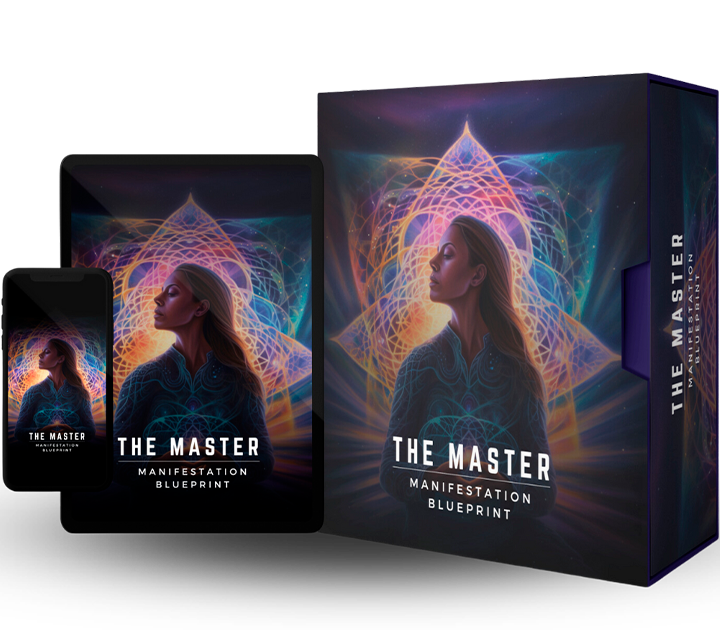 THE MASTER
MANIFESTATION
BLUEPRINT
THE MASTER
MANIFESTATION
BLUEPRINT
THE MASTER
MANIFESTATION
BLUEPRINT
THE MASTER
MANIFESTATION
BLUEPRINT